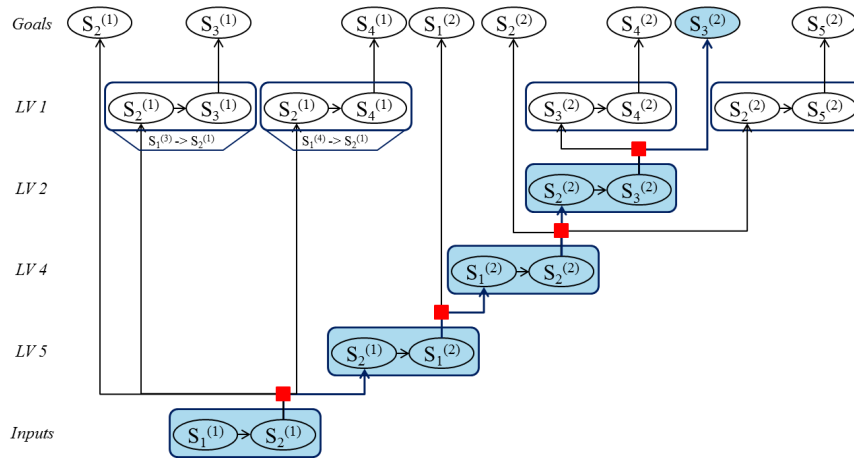 Goals S₂⁽¹⁾ S₃⁽¹⁾ S₄⁽¹⁾ S₁⁽²⁾ S₂⁽²⁾ S₄⁽²⁾ S₃⁽²⁾ S₅⁽²⁾
LV 1 S₂⁽¹⁾ S₃⁽¹⁾ S₂⁽¹⁾ S₄⁽¹⁾ S₃⁽²⁾ S₄⁽²⁾ S₂⁽²⁾ S₅⁽²⁾
S₁⁽³⁾ -> S₂⁽¹⁾ S₁⁽⁴⁾ -> S₂⁽¹⁾
LV 2 S₂⁽²⁾ S₃⁽²⁾
LV 4 S₁⁽²⁾ S₂⁽²⁾
LV 5 S₂⁽¹⁾ S₁⁽²⁾
Inputs S₁⁽¹⁾ S₂⁽¹⁾